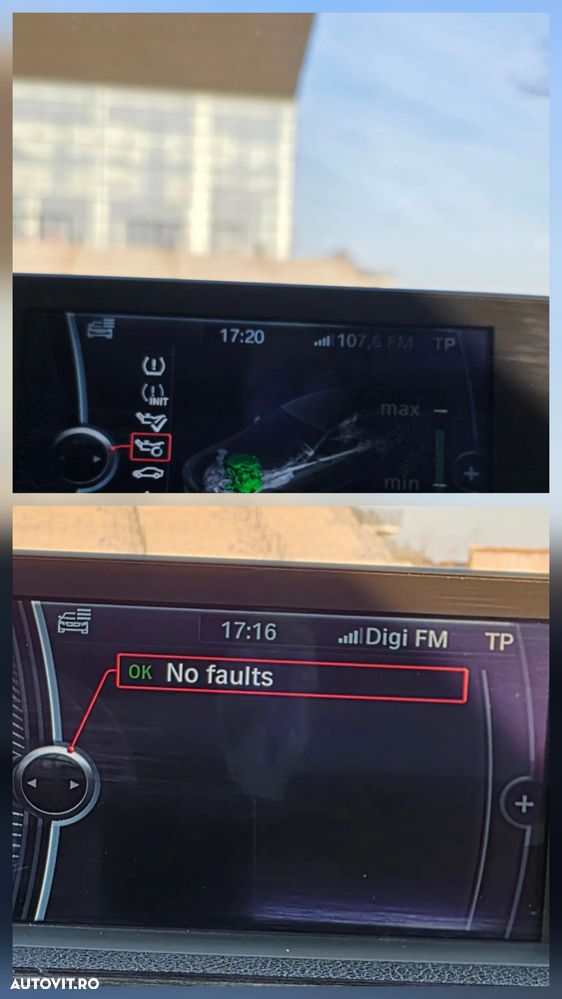 17:20 107,6 FM TP
INIT
max
min
17:16 Digi FM TP
OK No faults
AUTOVIT.RO